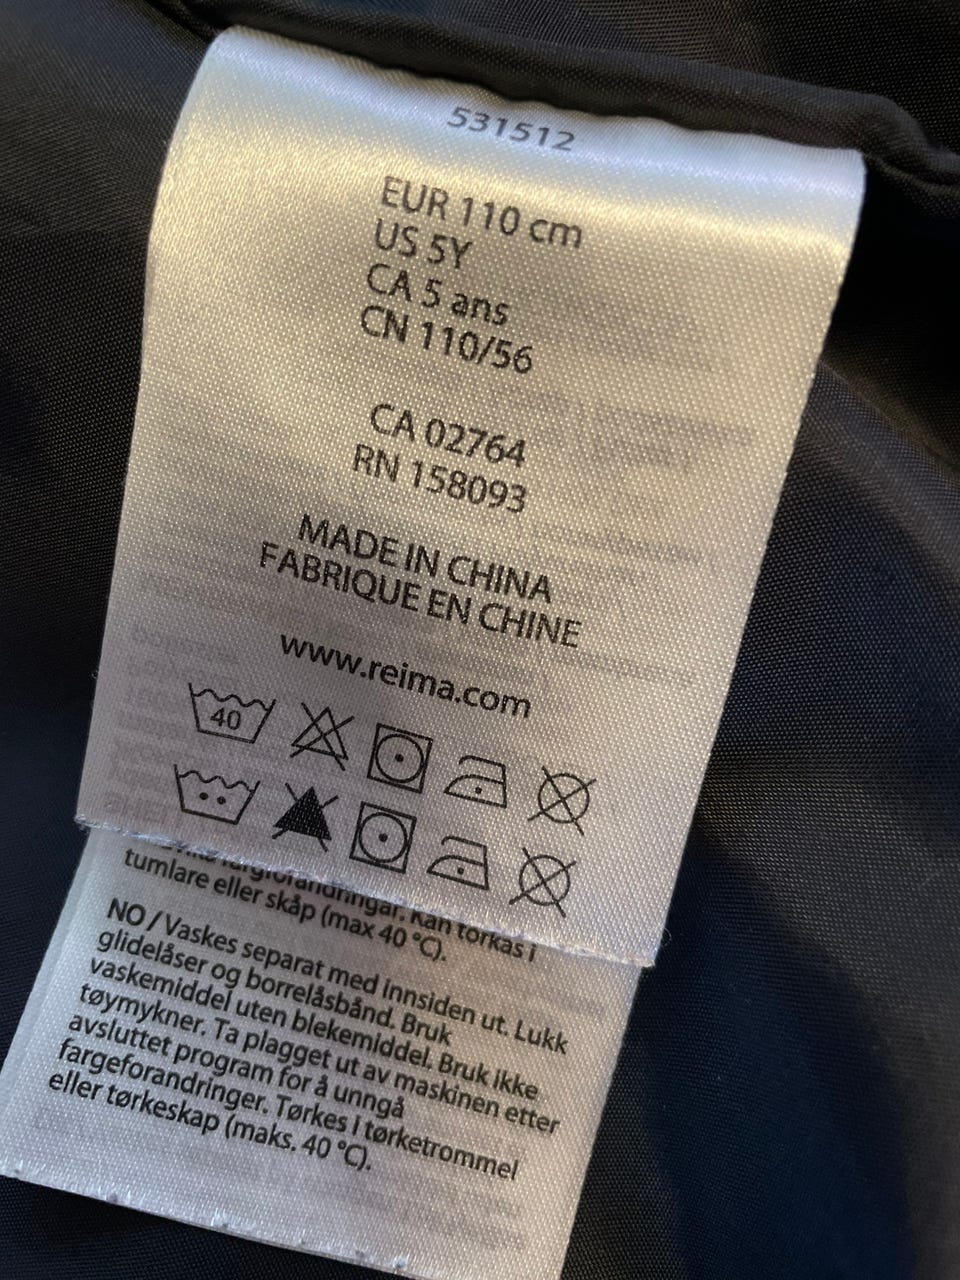 531512
EUR 110 cm
US 5Y
CA 5 ans
CN 110/56
CA 02764
RN 158093
MADE IN CHINA
FABRIQUE EN CHINE
www.reima.com
40
färgförändringar. Kan torkas i
tumlare eller skåp (max 40 °C).
NO / Vaskes separat med innsiden ut. Lukk
glidelåser og borrelåsbånd. Bruk
vaskemiddel uten blekemiddel. Bruk ikke
tøymykner. Ta plagget ut av maskinen etter
avsluttet program for å unngå
fargeforandringer. Tørkes i tørketrommel
eller tørkeskap (maks. 40 °C).